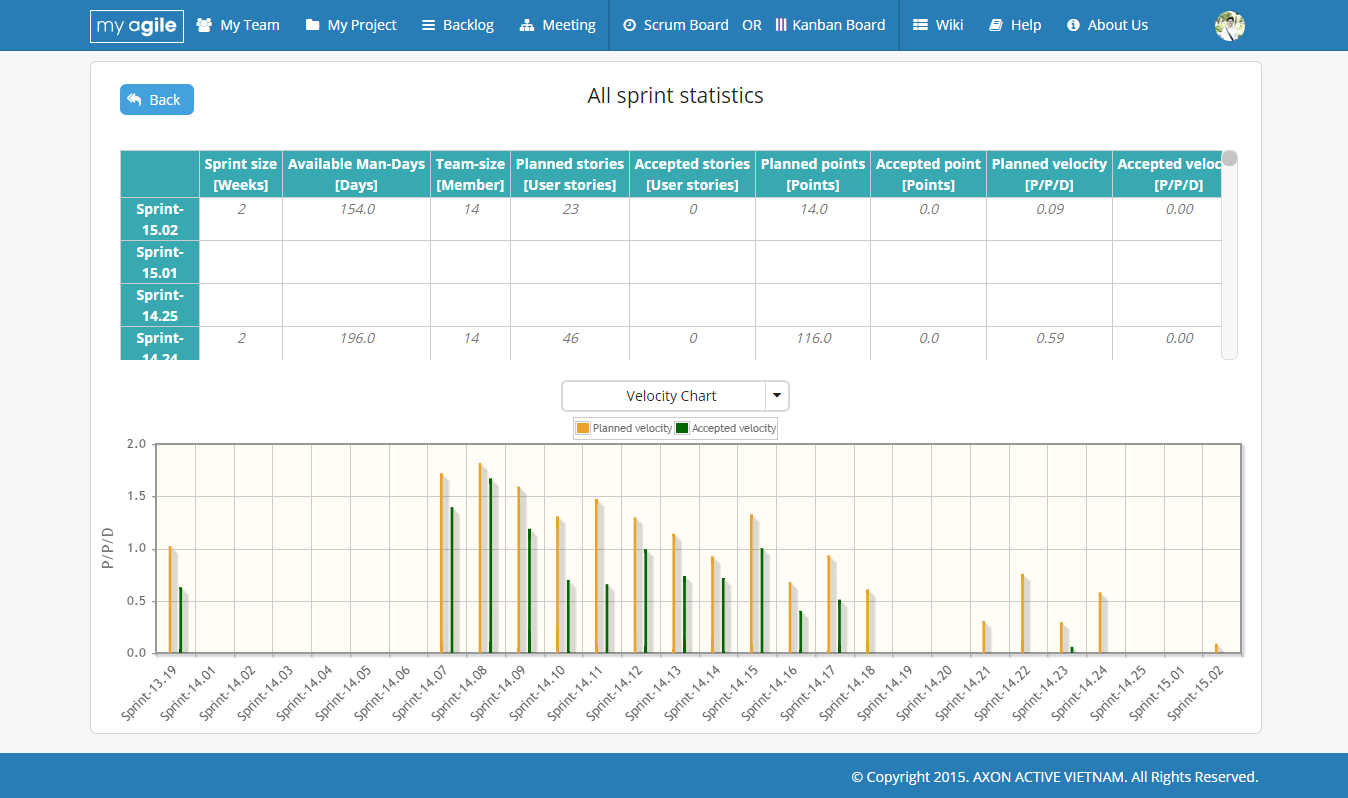 my agile My Team My Project Backlog Meeting Scrum Board OR Kanban Board Wiki Help About Us
Back
All sprint statistics
Sprint size Available Man-Days Team-size Planned stories Accepted stories Planned points Accepted point Planned velocity Accepted veloc
[Weeks] [Days] [Member] [User stories] [User stories] [Points] [Points] [P/P/D] [P/P/D]
Sprint- 2 154.0 14 23 0 14.0 0.0 0.09 0.00
15.02
Sprint-
15.01
Sprint-
14.25
Sprint- 2 196.0 14 46 0 116.0 0.0 0.59 0.00
14.24
Velocity Chart
Planned velocity Accepted velocity
2.0
1.5
1.0
0.5
0.0
P/P/D
Sprint-13.19 Sprint-14.01 Sprint-14.02 Sprint-14.03 Sprint-14.04 Sprint-14.05 Sprint-14.06 Sprint-14.07 Sprint-14.08 Sprint-14.09 Sprint-14.10 Sprint-14.11 Sprint-14.12 Sprint-14.13 Sprint-14.14 Sprint-14.15 Sprint-14.16 Sprint-14.17 Sprint-14.18 Sprint-14.19 Sprint-14.20 Sprint-14.21 Sprint-14.22 Sprint-14.23 Sprint-14.24 Sprint-14.25 Sprint-15.01 Sprint-15.02
© Copyright 2015. AXON ACTIVE VIETNAM. All Rights Reserved.